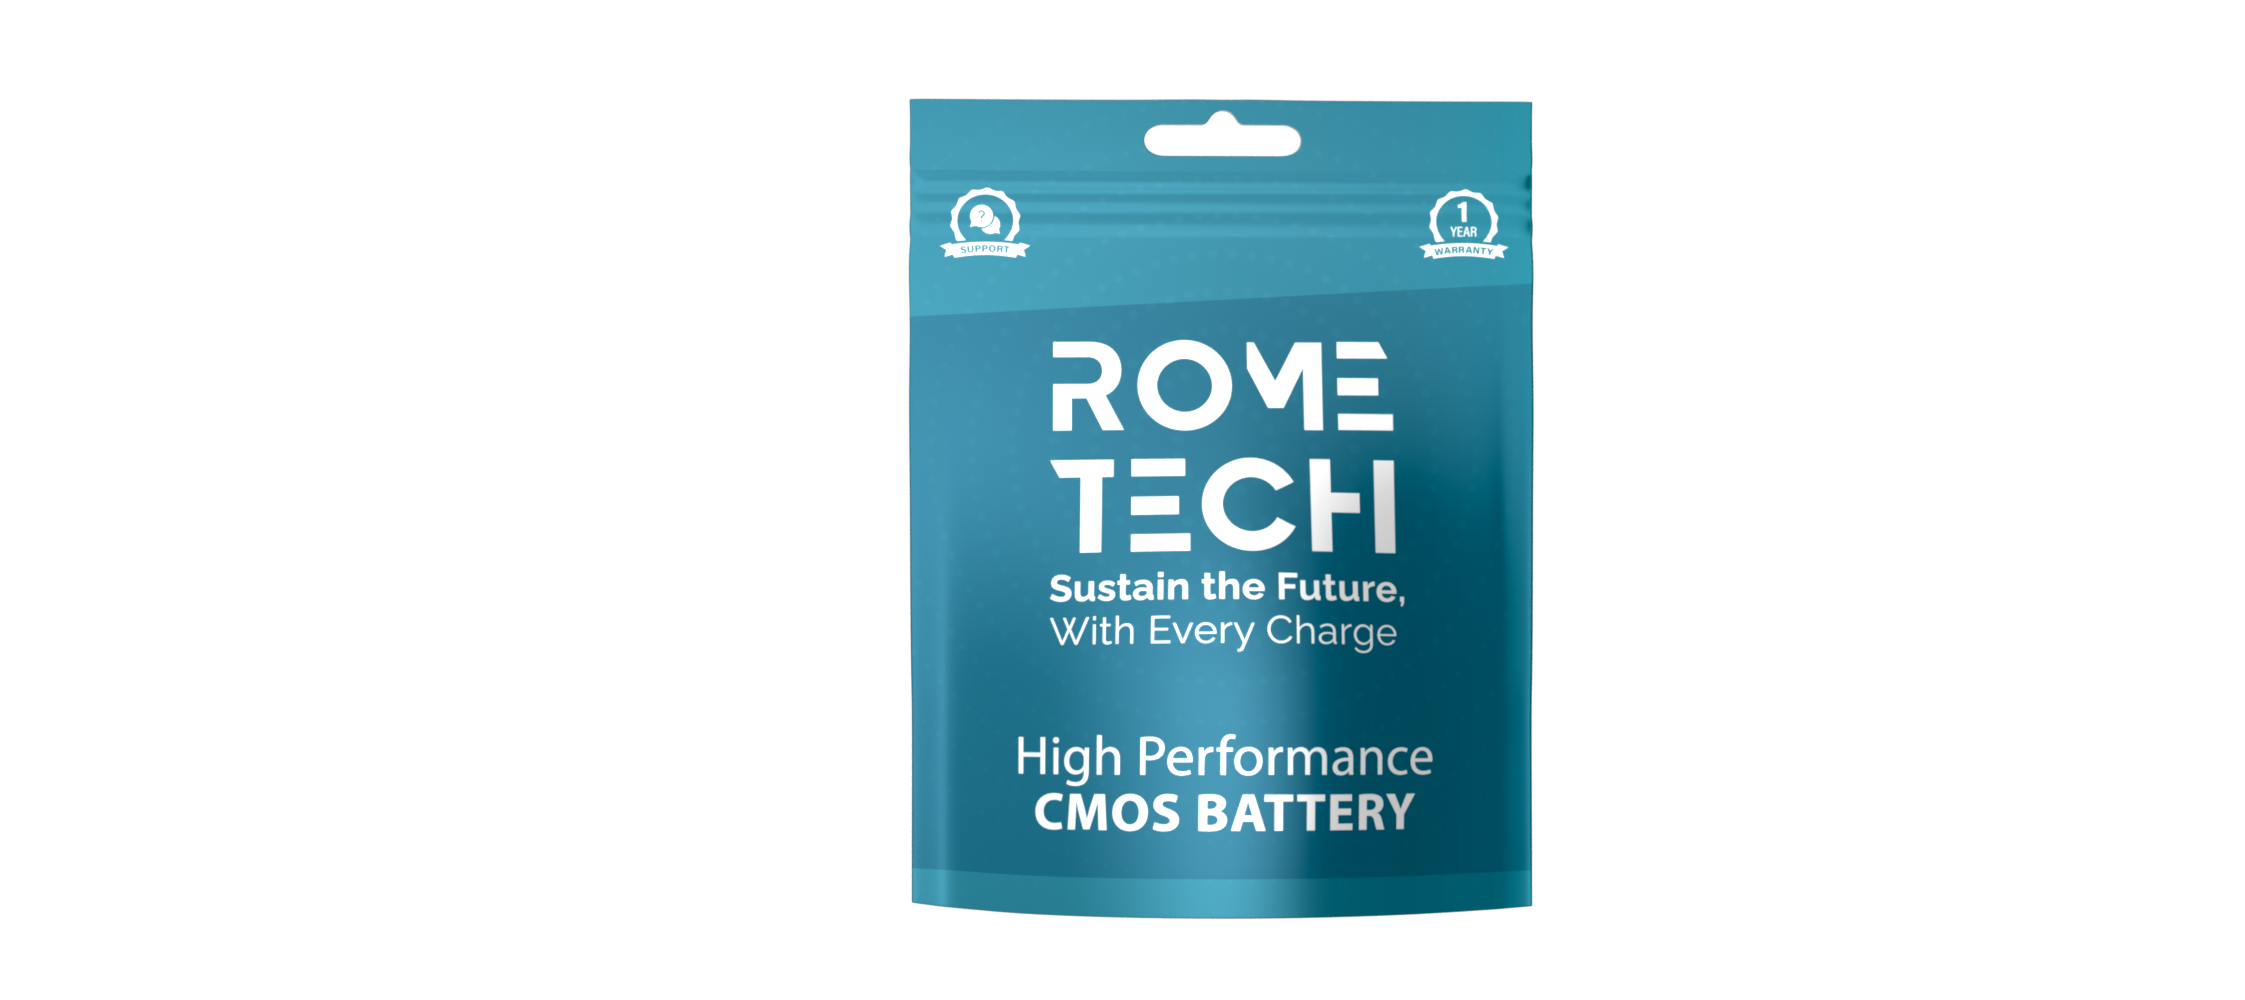 ?
SUPPORT
1
YEAR
WARRANTY
ROME
TECH
Sustain the Future,
With Every Charge
High Performance
CMOS BATTERY